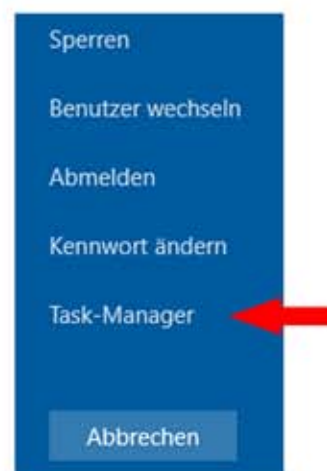 Sperren
Benutzer wechseln
Abmelden
Kennwort ändern
Task-Manager
Abbrechen